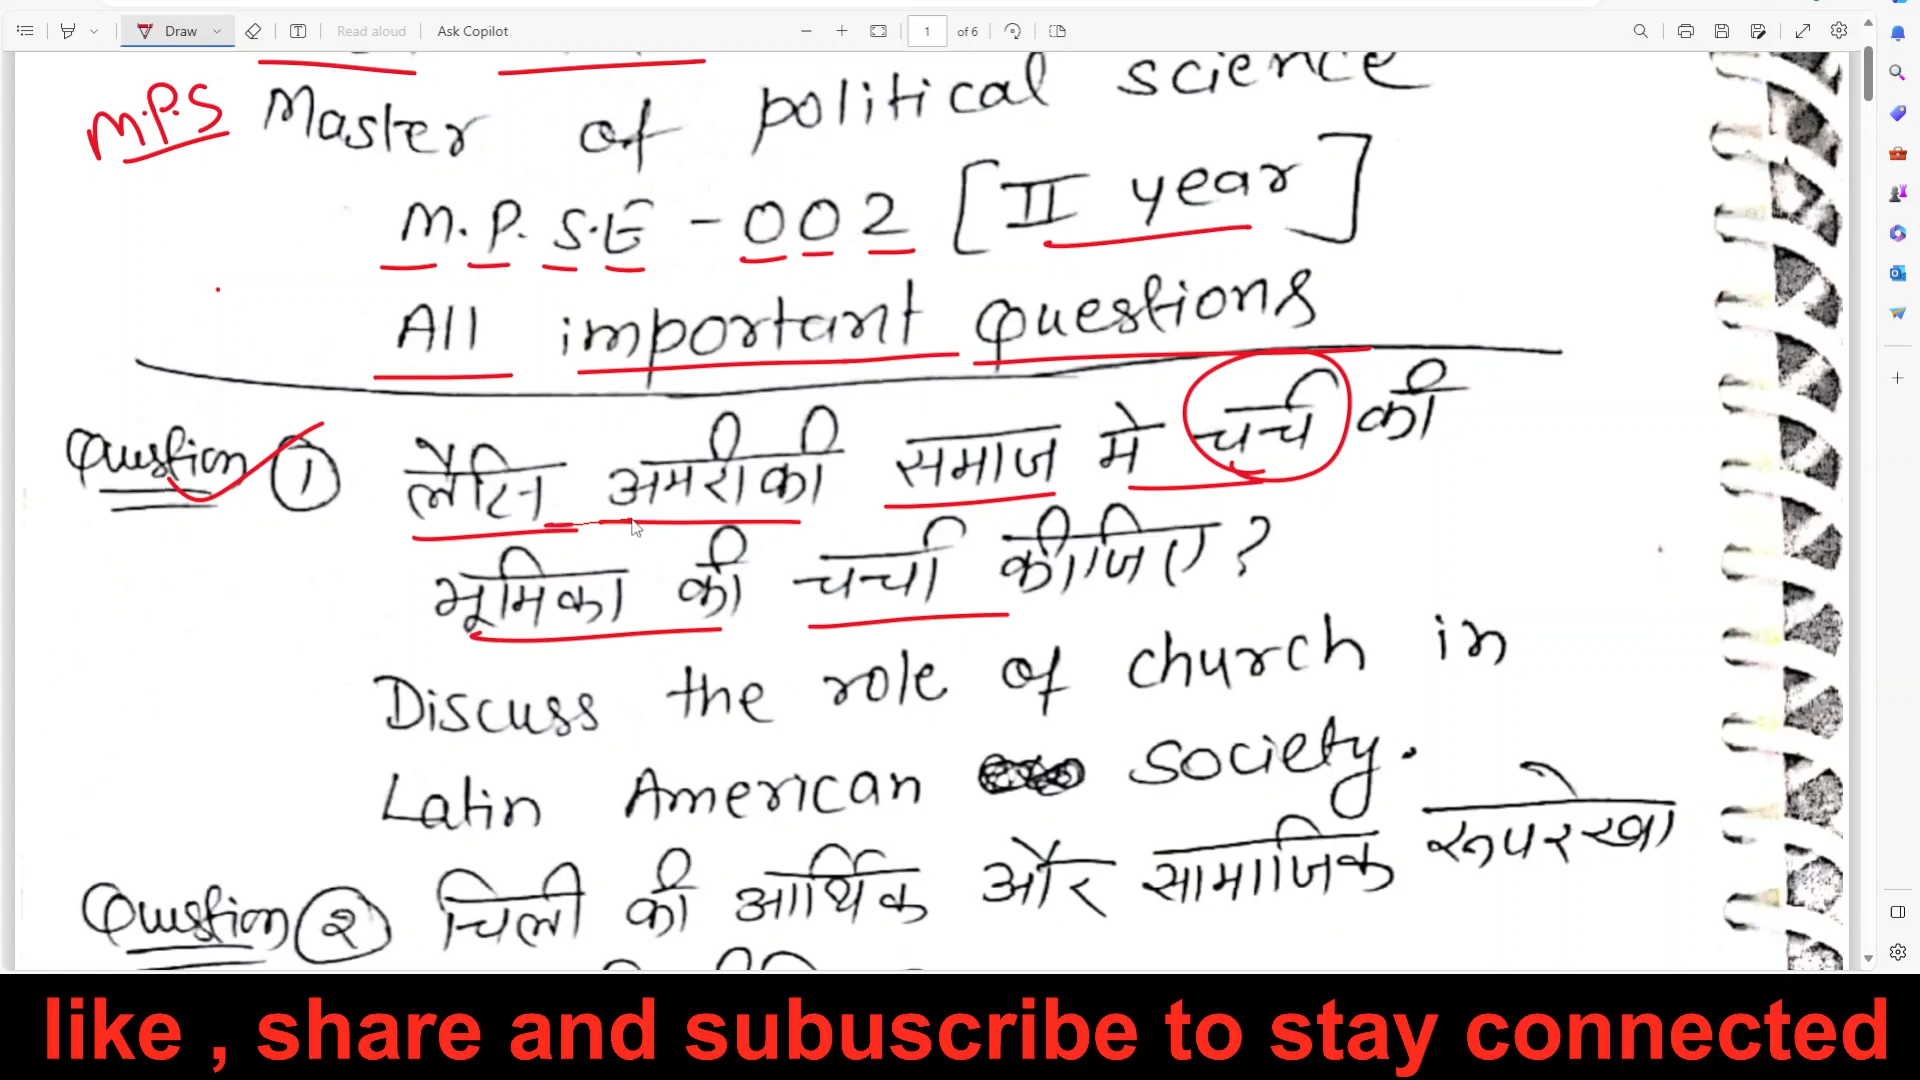 Draw
Read aloud
Ask Copilot
1
of 6
M.P.S Master of political science
M.P.S.E - 002 [II year]
All important Questions
Question 1 लैटिन अमरीकी समाज मे चर्च की
भूमिका की चर्चा कीजिए?
Discuss the role of church in
Latin American society.
Question 2 चिली की आर्थिक और सामाजिक रूपरेखा
like , share and subuscribe to stay connected